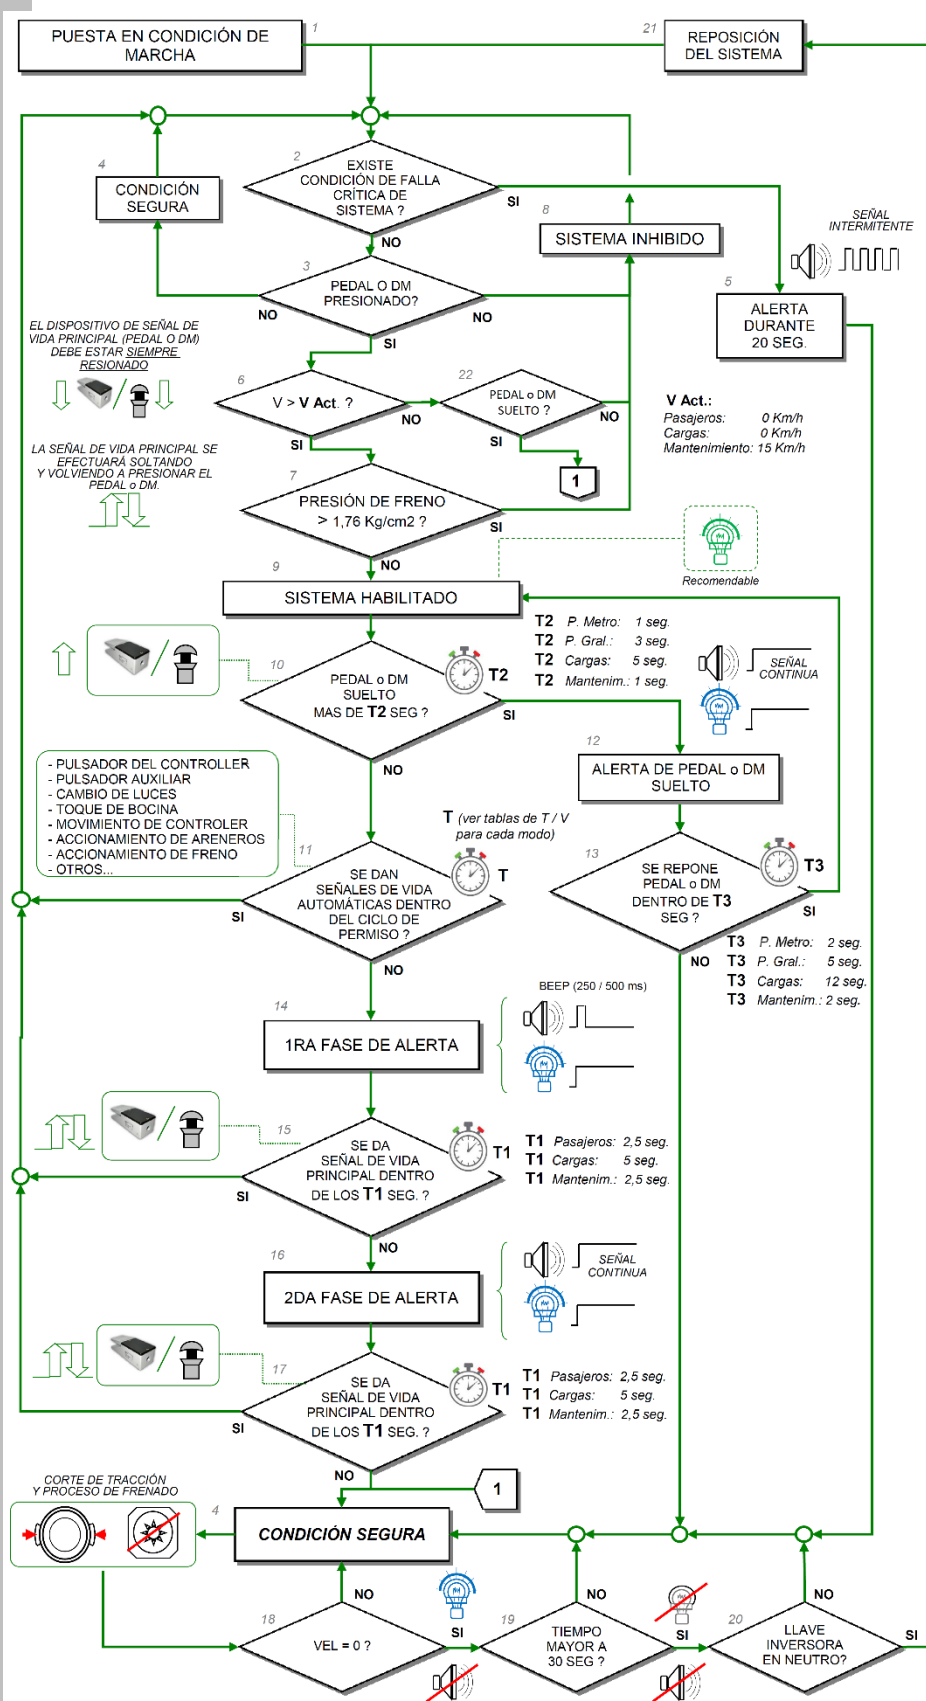 1
PUESTA EN CONDICIÓN DE
MARCHA
21
REPOSICIÓN
DEL SISTEMA
4
CONDICIÓN
SEGURA
2
EXISTE
CONDICIÓN DE FALLA
CRÍTICA DE
SISTEMA ?
SI
NO
8
SISTEMA INHIBIDO
SEÑAL
INTERMITENTE
3
PEDAL O DM
PRESIONADO?
NO
NO
SI
5
ALERTA
DURANTE
20 SEG.
EL DISPOSITIVO DE SEÑAL DE
VIDA PRINCIPAL (PEDAL O DM)
DEBE ESTAR SIEMPRE
RESIONADO
6
V > V Act. ?
NO
SI
22
PEDAL o DM
SUELTO ?
NO
SI
1
V Act.:
Pasajeros: 0 Km/h
Cargas: 0 Km/h
Mantenimiento: 15 Km/h
LA SEÑAL DE VIDA PRINCIPAL SE
EFECTUARÁ SOLTANDO
Y VOLVIENDO A PRESIONAR EL
PEDAL o DM.
7
PRESIÓN DE FRENO
> 1,76 Kg/cm2 ?
SI
NO
Recomendable
9
SISTEMA HABILITADO
T2 P. Metro: 1 seg.
T2 P. Gral.: 3 seg.
T2 Cargas: 5 seg.
T2 Mantenim.: 1 seg.
SEÑAL
CONTINUA
10
PEDAL o DM
SUELTO
MAS DE T2 SEG ?
T2
SI
NO
12
ALERTA DE PEDAL o DM
SUELTO
- PULSADOR DEL CONTROLLER
- PULSADOR AUXILIAR
- CAMBIO DE LUCES
- TOQUE DE BOCINA
- MOVIMIENTO DE CONTROLER
- ACCIONAMIENTO DE ARENEROS
- ACCIONAMIENTO DE FRENO
- OTROS...
T (ver tablas de T / V
para cada modo)
11
SE DAN
SEÑALES DE VIDA
AUTOMÁTICAS DENTRO
DEL CICLO DE
PERMISO ?
T
SI
NO
13
SE REPONE
PEDAL o DM
DENTRO DE T3
SEG ?
T3
SI
NO
T3 P. Metro: 2 seg.
T3 P. Gral.: 5 seg.
T3 Cargas: 12 seg.
T3 Mantenim.: 2 seg.
14
1RA FASE DE ALERTA
BEEP (250 / 500 ms)
15
SE DA
SEÑAL DE VIDA
PRINCIPAL DENTRO
DE LOS T1 SEG. ?
T1
SI
NO
T1 Pasajeros: 2,5 seg.
T1 Cargas: 5 seg.
T1 Mantenim.: 2,5 seg.
16
2DA FASE DE ALERTA
SEÑAL
CONTINUA
17
SE DA
SEÑAL DE VIDA
PRINCIPAL DENTRO
DE LOS T1 SEG. ?
T1
SI
NO
T1 Pasajeros: 2,5 seg.
T1 Cargas: 5 seg.
T1 Mantenim.: 2,5 seg.
CORTE DE TRACCIÓN
Y PROCESO DE FRENADO
1
4
CONDICIÓN SEGURA
18
VEL = 0 ?
NO
SI
19
TIEMPO
MAYOR A
30 SEG ?
NO
SI
20
LLAVE
INVERSORA
EN NEUTRO?
NO
SI